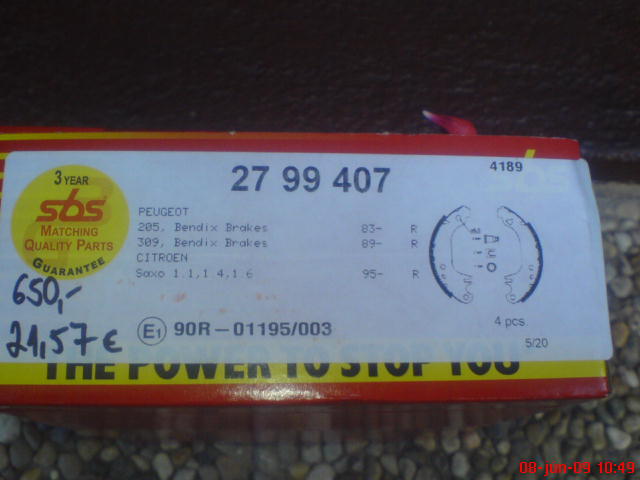 4189
27 99 407
3 YEAR
sbs
MATCHING
QUALITY PARTS
GUARANTEE
PEUGEOT
205, Bendix Brakes 83- R
309, Bendix Brakes 89- R
CITROEN
Saxo 1.1,1.4,1.6 95- R
650,-
21,57 €
E1 90R-01195/003
4 pcs.
5/20
THE POWER TO STOP YOU
08-jun-09 10:49